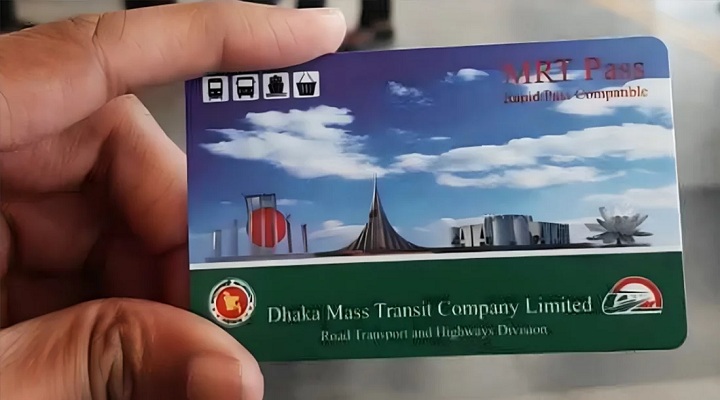 MRT Pass
Rapid Pass Compatible
Dhaka Mass Transit Company Limited
Road Transport and Highways Division